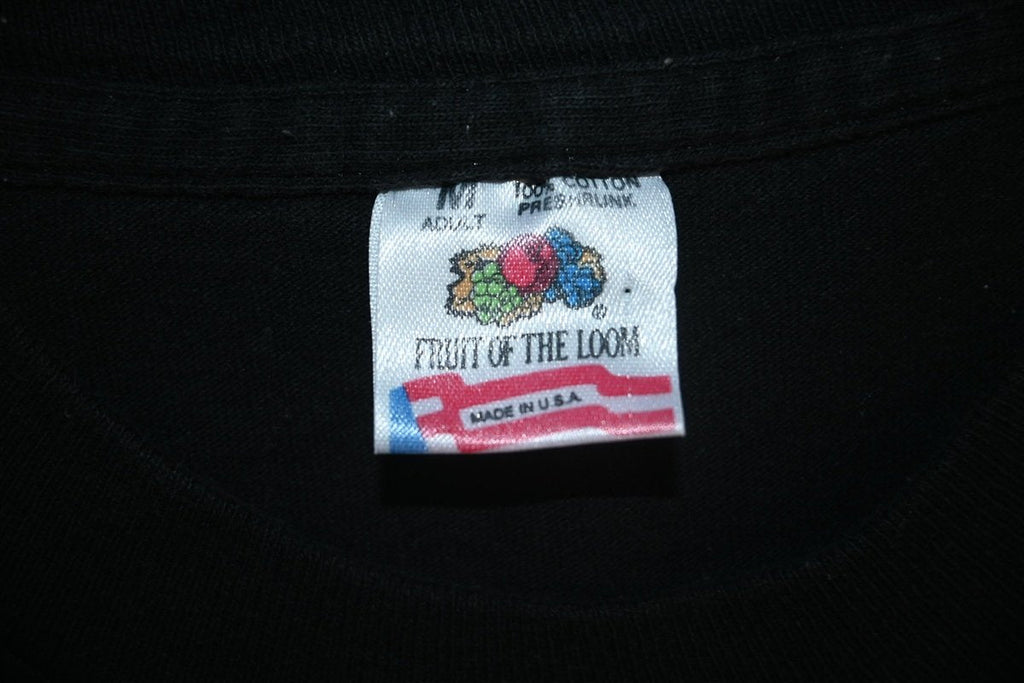 M 100% COTTON
ADULT PRESHRUNK
®
FRUIT OF THE LOOM
MADE IN U.S.A.